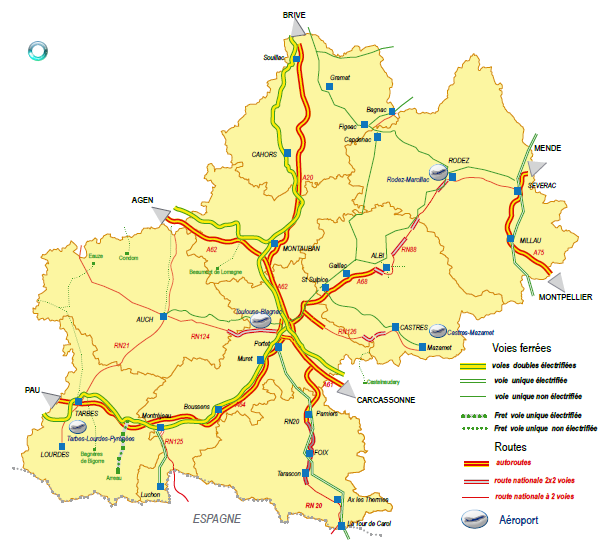 BRIVE
Souillac
Gramat
Bagnac
Figeac
Capdenac
CAHORS
MENDE
RODEZ
Rodez-Marcillac
SEVERAC
A20
AGEN
MILLAU
A62
MONTAUBAN
RN88
A75
ALBI
Eauze
Condom
Beaumont de Lomagne
Gaillac
St Sulpice
A68
A62
MONTPELLIER
Toulouse-Blagnac
AUCH
RN124
RN126
CASTRES
Castres-Mazamet
RN21
Portet
Mazamet
Muret
Castelnaudary
A61
PAU
CARCASSONNE
A64
Boussens
TARBES
Montréjeau
Pamiers
RN20
Tarbes-Lourdes-Pyrénées
LOURDES
Bagnères
de Bigorre
RN125
FOIX
Arreau
Tarascon
Luchon
RN 20
Ax les Thermes
La Tour de Carol
ESPAGNE
Voies ferrées
voies doubles électrifiées
voie unique électrifiée
voie unique non électrifiée
Fret voie unique électrifiée
Fret voie unique non électrifiée
Routes
autoroutes
route nationale 2x2 voies
route nationale à 2 voies
Aéroport